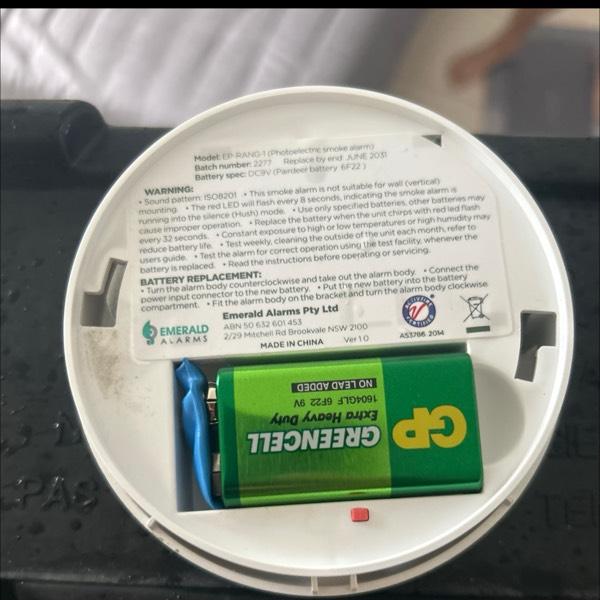 Model: EP-RANG-1 (Photoelectric smoke alarm)
Batch number: 2277 Replace by end: JUNE 2031
Battery spec: DC9V (Pairdeer battery 6F22)
WARNING:
• Sound pattern: ISO8201 • This smoke alarm is not suitable for wall (vertical)
mounting. • The red LED will flash every 8 seconds, indicating the smoke alarm is
running into the silence (Hush) mode. • Use only specified batteries, other batteries may
cause improper operation. • Replace the battery when the unit chirps with red led flash
every 32 seconds. • Constant exposure to high or low temperatures or high humidity may
reduce battery life. • Test weekly, cleaning the outside of the unit each month, refer to
users guide. • Test the alarm for correct operation using the test facility, whenever the
battery is replaced. • Read the instructions before operating or servicing.
BATTERY REPLACEMENT:
• Turn the alarm body counterclockwise and take out the alarm body. • Connect the
power input connector to the new battery. • Put the new battery into the battery
compartment. • Fit the alarm body on the bracket and turn the alarm body clockwise
EMERALD
ALARMS
Emerald Alarms Pty Ltd
ABN 50 632 601 453
2/29 Mitchell Rd Brookvale NSW 2100
MADE IN CHINA Ver 1.0
ACTIVFIRE
CERTIFIED
AS3786 2014
GP
GREENCELL
Extra Heavy Duty
1604GLF 6F22 9V
NO LEAD ADDED
PAS
TE